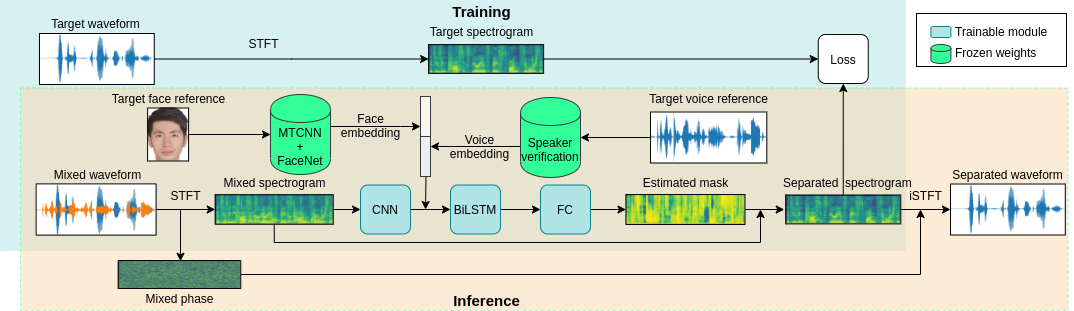 Training
Target waveform
STFT
Target spectrogram
Loss
Trainable module
Frozen weights
Target face reference
MTCNN
+
FaceNet
Face
embedding
Voice
embedding
Speaker
verification
Target voice reference
Mixed waveform
STFT
Mixed spectrogram
CNN
BiLSTM
FC
Estimated mask
Separated spectrogram
iSTFT
Separated waveform
Mixed phase
Inference